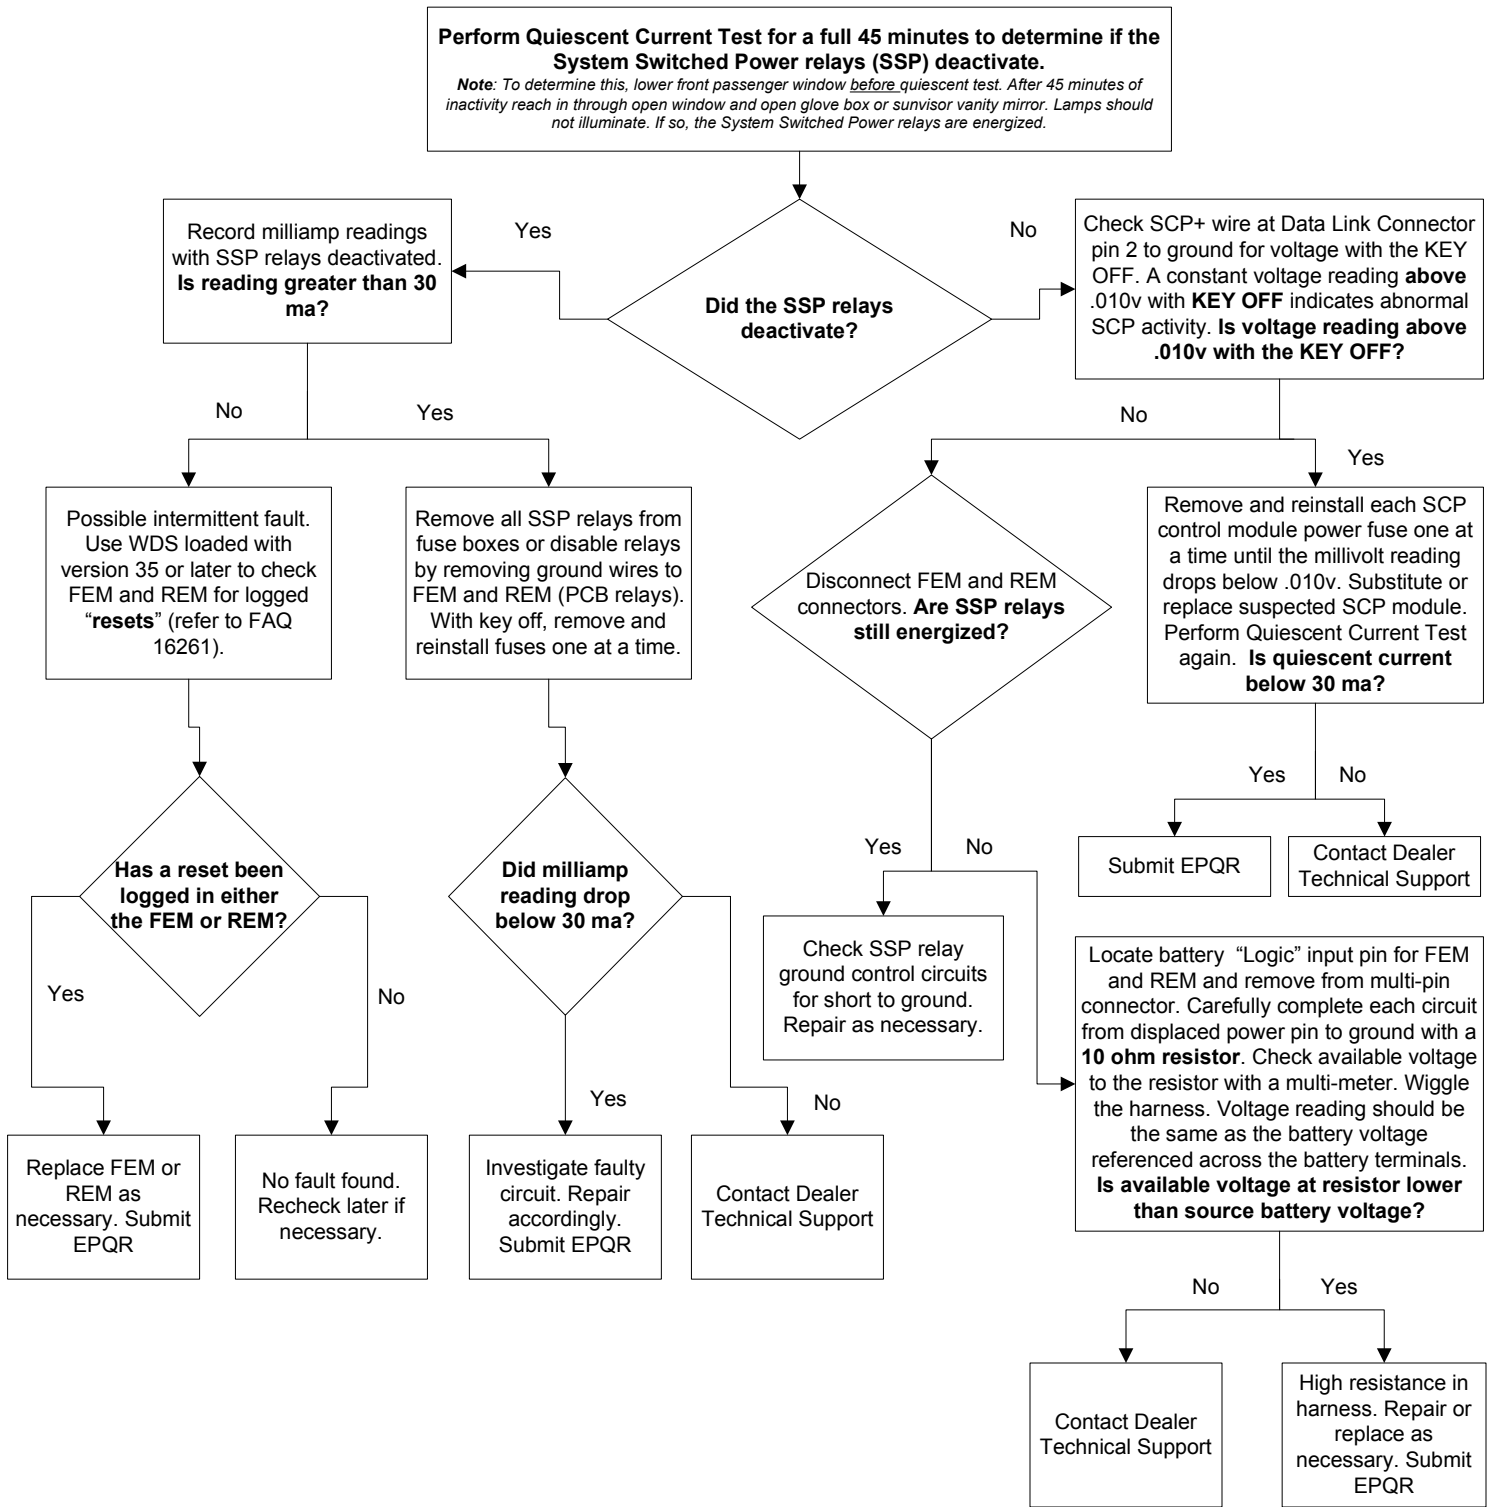 Perform Quiescent Current Test for a full 45 minutes to determine if the
System Switched Power relays (SSP) deactivate.
Note: To determine this, lower front passenger window before quiescent test. After 45 minutes of
inactivity reach in through open window and open glove box or sunvisor vanity mirror. Lamps should
not illuminate. If so, the System Switched Power relays are energized.
Record milliamp readings
with SSP relays deactivated.
Is reading greater than 30
ma?
Yes
Did the SSP relays
deactivate?
No
Check SCP+ wire at Data Link Connector
pin 2 to ground for voltage with the KEY
OFF. A constant voltage reading above
.010v with KEY OFF indicates abnormal
SCP activity. Is voltage reading above
.010v with the KEY OFF?
No
Yes
No
Yes
Possible intermittent fault.
Use WDS loaded with
version 35 or later to check
FEM and REM for logged
“resets” (refer to FAQ
16261).
Remove all SSP relays from
fuse boxes or disable relays
by removing ground wires to
FEM and REM (PCB relays).
With key off, remove and
reinstall fuses one at a time.
Disconnect FEM and REM
connectors. Are SSP relays
still energized?
Remove and reinstall each SCP
control module power fuse one at
a time until the millivolt reading
drops below .010v. Substitute or
replace suspected SCP module.
Perform Quiescent Current Test
again. Is quiescent current
below 30 ma?
Yes
No
Submit EPQR
Contact Dealer
Technical Support
Has a reset been
logged in either
the FEM or REM?
Did milliamp
reading drop
below 30 ma?
Yes
No
Check SSP relay
ground control circuits
for short to ground.
Repair as necessary.
Locate battery “Logic” input pin for FEM
and REM and remove from multi-pin
connector. Carefully complete each circuit
from displaced power pin to ground with a
10 ohm resistor. Check available voltage
to the resistor with a multi-meter. Wiggle
the harness. Voltage reading should be
the same as the battery voltage
referenced across the battery terminals.
Is available voltage at resistor lower
than source battery voltage?
Yes
No
Yes
No
Replace FEM or
REM as
necessary. Submit
EPQR
No fault found.
Recheck later if
necessary.
Investigate faulty
circuit. Repair
accordingly.
Submit EPQR
Contact Dealer
Technical Support
No
Yes
Contact Dealer
Technical Support
High resistance in
harness. Repair or
replace as
necessary. Submit
EPQR